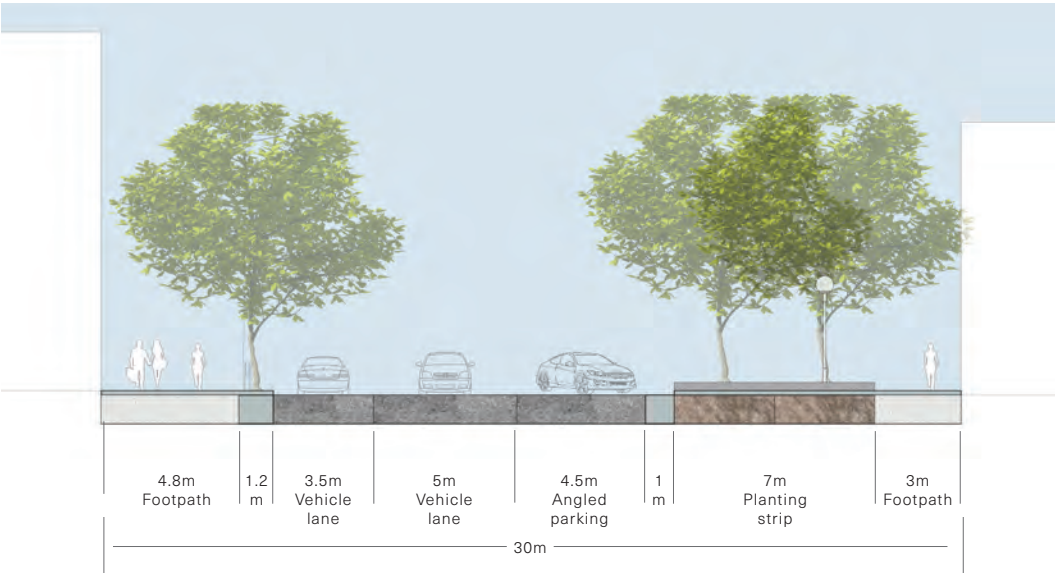 4.8m
Footpath
1.2
m
3.5m
Vehicle
lane
5m
Vehicle
lane
4.5m
Angled
parking
1
m
7m
Planting
strip
3m
Footpath
30m